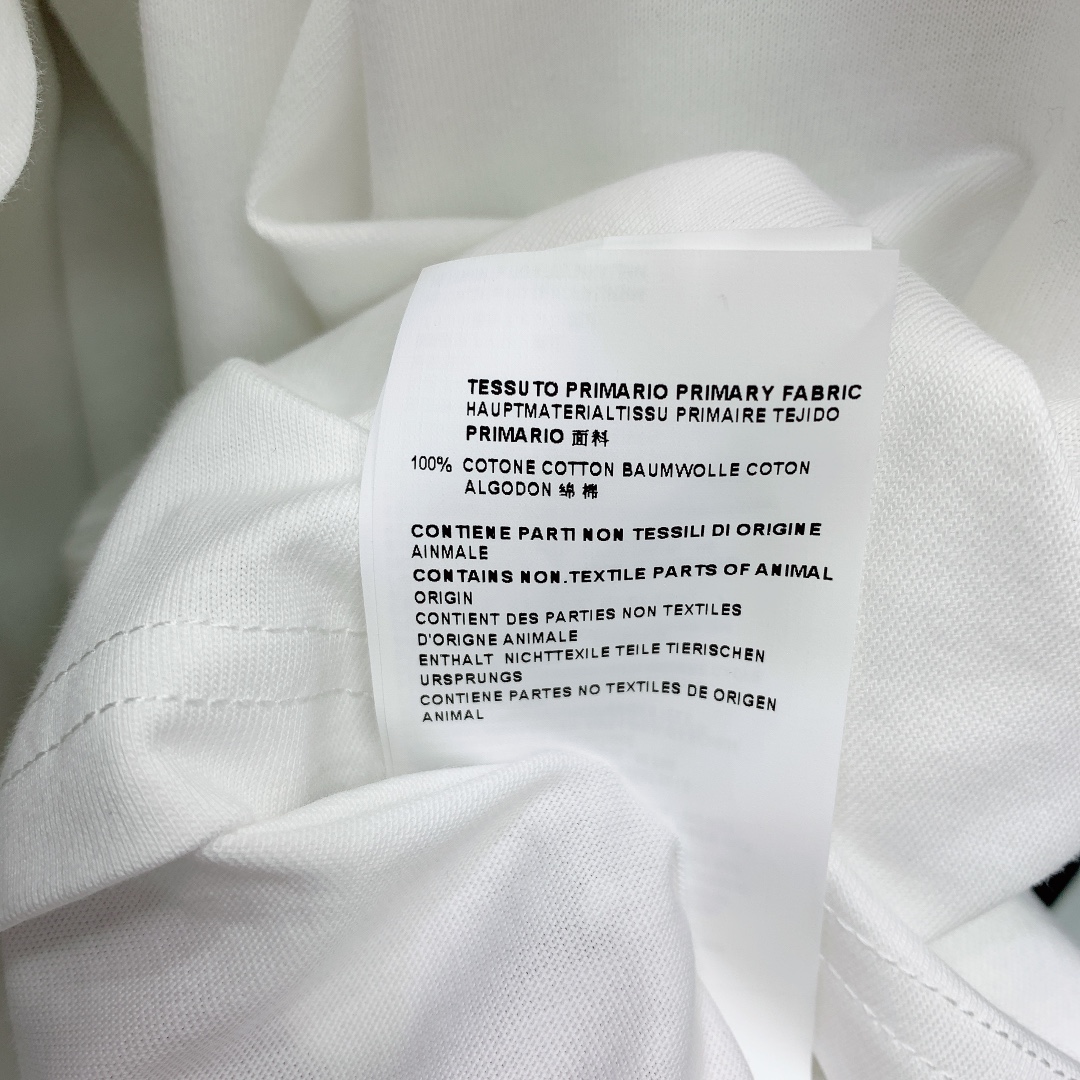 TESSUTO PRIMARIO PRIMARY FABRIC
HAUPTMATERIALTISSU PRIMAIRE TEJIDO
PRIMARIO 面料
100% COTONE COTTON BAUMWOLLE COTON
ALGODON 绵 棉
CONTIENE PARTI NON TESSILI DI ORIGINE
AINMALE
CONTAINS NON.TEXTILE PARTS OF ANIMAL
ORIGIN
CONTIENT DES PARTIES NON TEXTILES
D'ORIGNE ANIMALE
ENTHALT NICHTTEXILE TEILE TIERISCHEN
URSPRUNGS
CONTIENE PARTES NO TEXTILES DE ORIGEN
ANIMAL